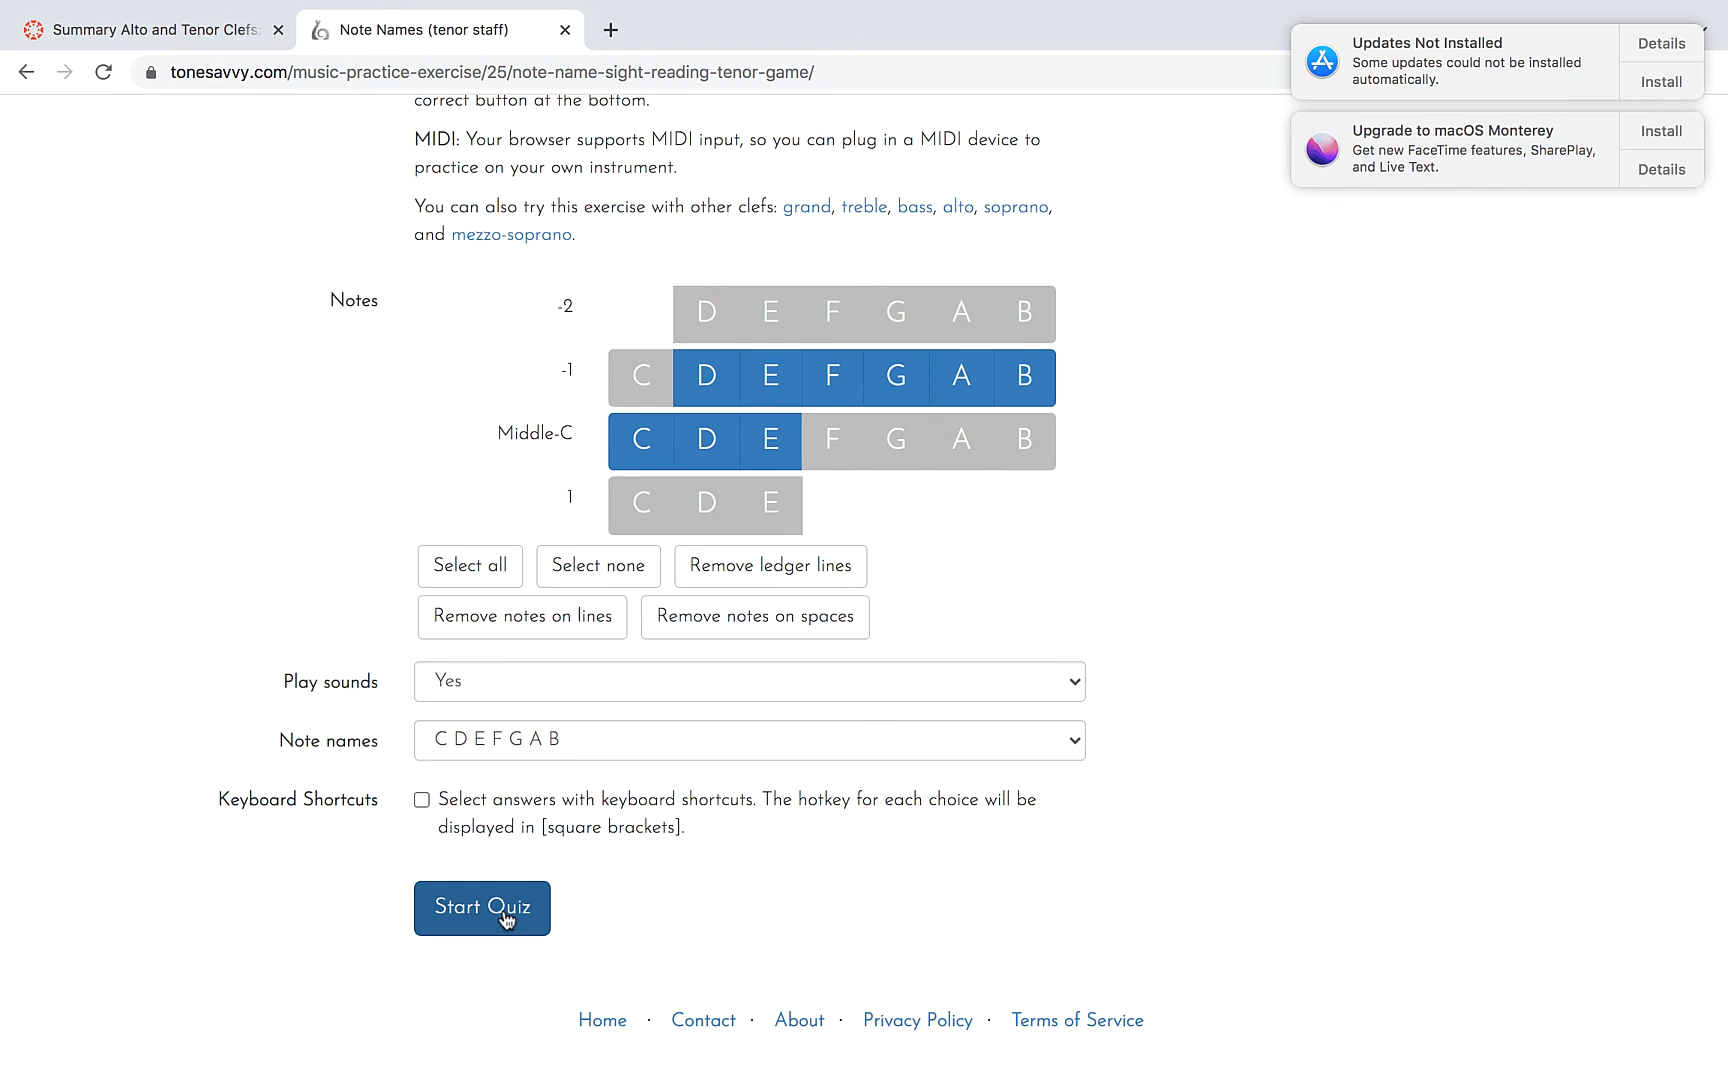 Summary Alto and Tenor Clefs:
Note Names (tenor staff)
tonesavvy.com/music-practice-exercise/25/note-name-sight-reading-tenor-game/
Updates Not Installed
Some updates could not be installed
automatically.
Details
Install
Upgrade to macOS Monterey
Get new FaceTime features, SharePlay,
and Live Text.
Install
Details
correct button at the bottom.
MIDI: Your browser supports MIDI input, so you can plug in a MIDI device to
practice on your own instrument.
You can also try this exercise with other clefs: grand, treble, bass, alto, soprano,
and mezzo-soprano.
Notes
-2 D E F G A B
-1 C D E F G A B
Middle-C C D E F G A B
1 C D E
Select all Select none Remove ledger lines
Remove notes on lines Remove notes on spaces
Play sounds Yes
Note names C D E F G A B
Keyboard Shortcuts Select answers with keyboard shortcuts. The hotkey for each choice will be
displayed in [square brackets].
Start Quiz
Home · Contact · About · Privacy Policy · Terms of Service